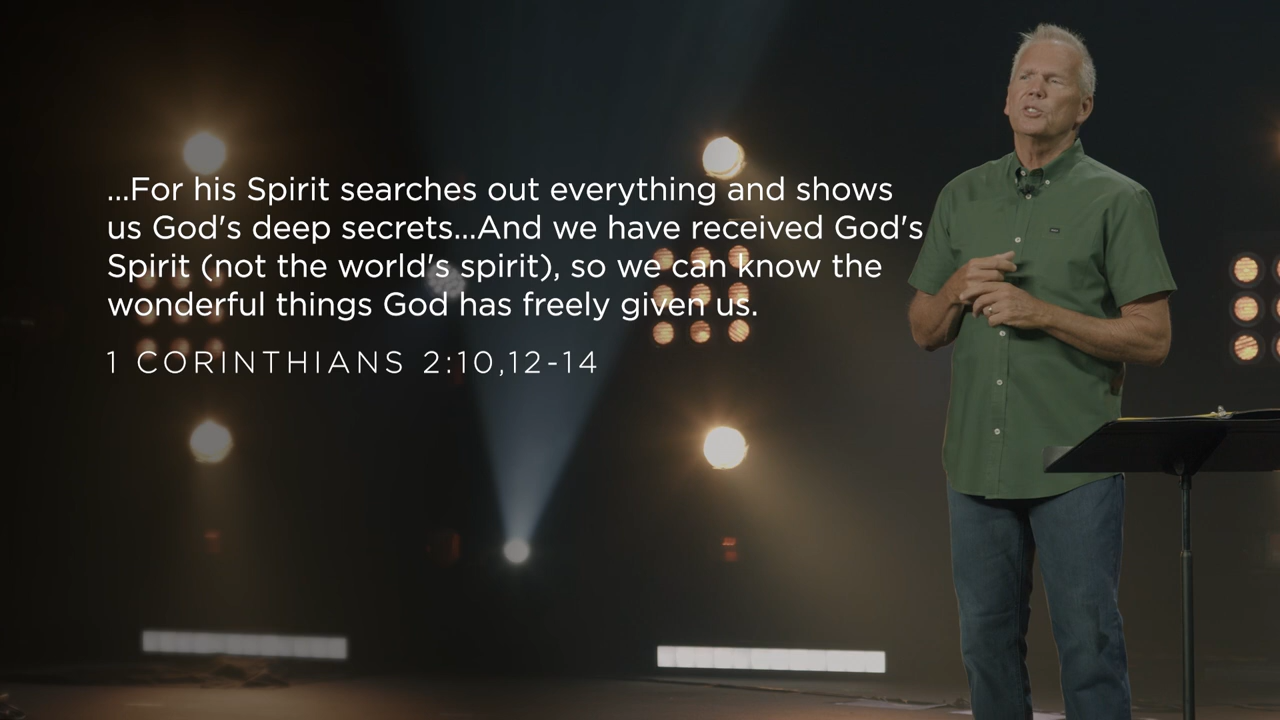 ...For his Spirit searches out everything and shows
us God's deep secrets...And we have received God's
Spirit (not the world's spirit), so we can know the
wonderful things God has freely given us.
1 CORINTHIANS 2:10,12-14